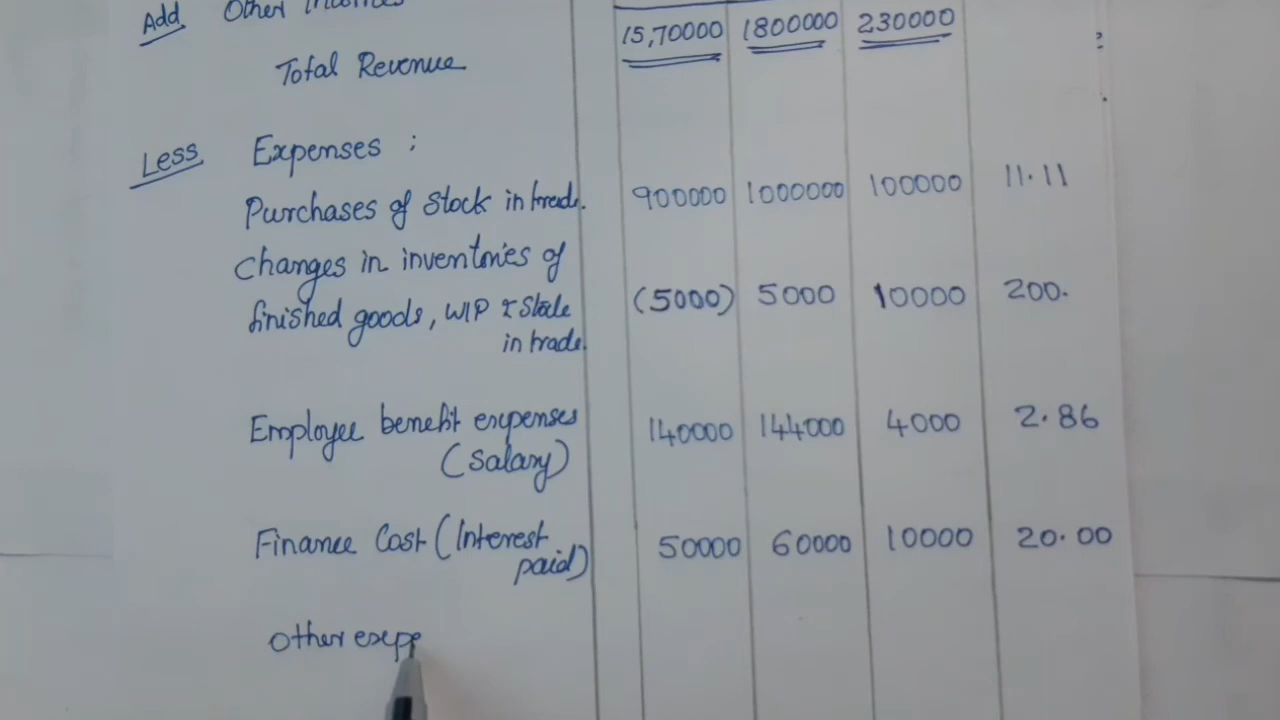 Add Other Incomes
15,70000 1800000 230000
Total Revenue
Less Expenses :
Purchases of Stock in trade. 900000 1000000 100000 11.11
Changes in inventories of
finished goods, WIP & Stock (5000) 5000 10000 200.
in trade.
Employee benefit expenses 140000 144000 4000 2.86
(Salary)
Finance Cost (Interest 50000 60000 10000 20.00
paid)
Other expe